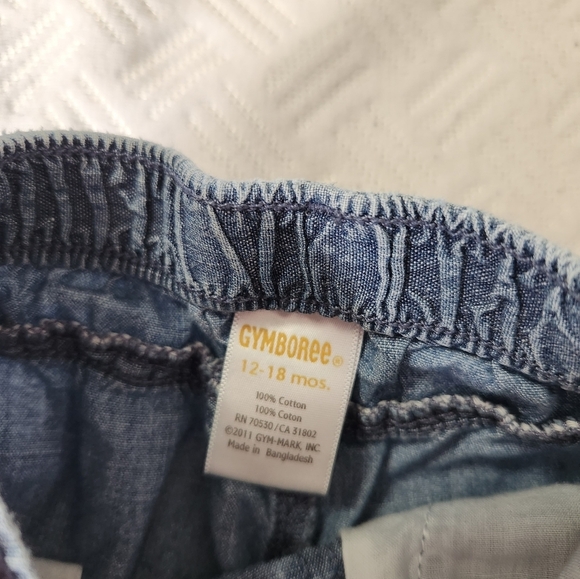 GYMBOREE®
12-18 mos.
100% Cotton
100% Coton
RN 70530 / CA 31802
©2011 GYM-MARK, INC.
Made in Bangladesh